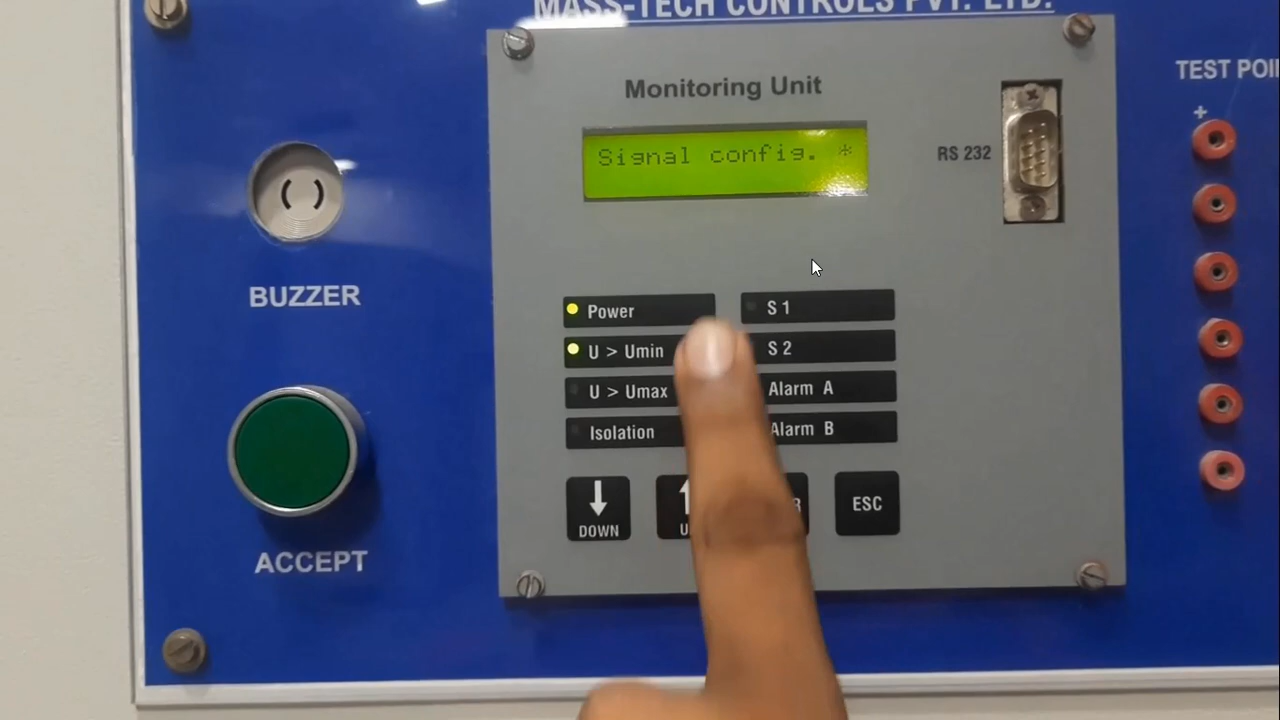 MASS-TECH CONTROLS PVT. LTD.
Monitoring Unit
Signal config. *
RS 232
TEST
+
BUZZER
Power
S 1
U > Umin
S 2
U > Umax
Alarm A
Isolation
Alarm B
DOWN
ESC
ACCEPT